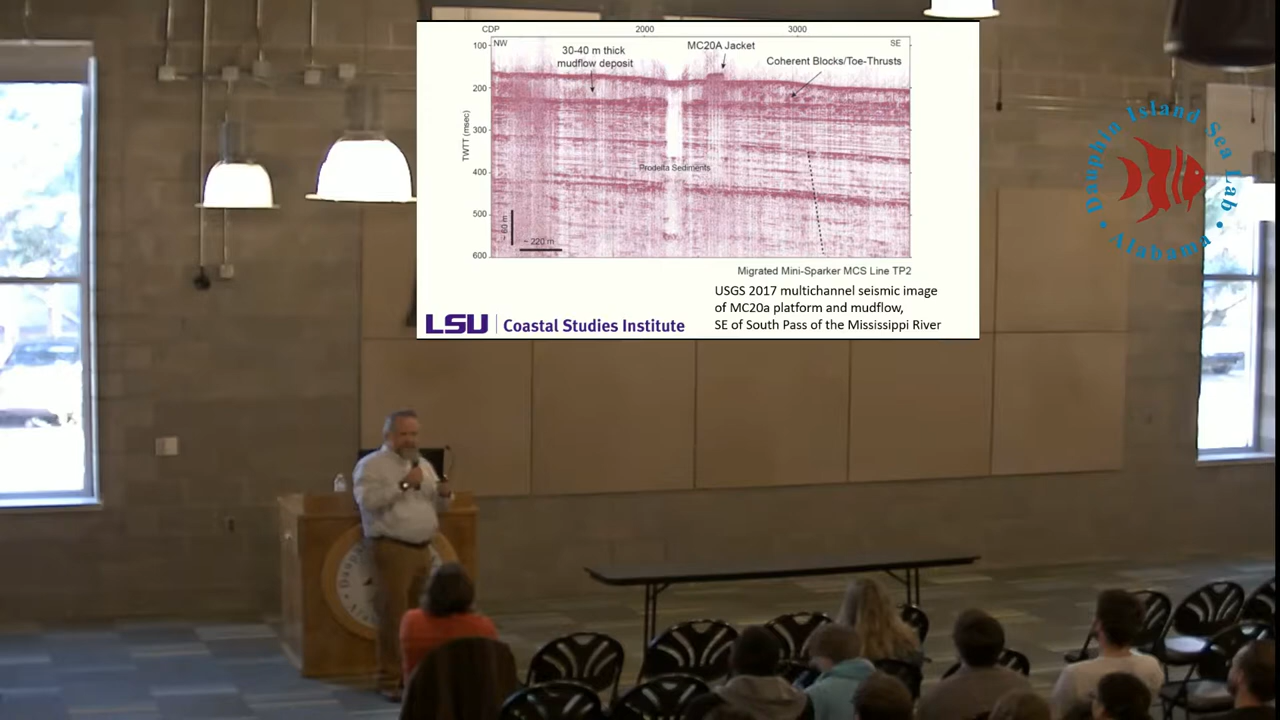 CDP
2000
3000
NW
SE
30-40 m thick
mudflow deposit
MC20A Jacket
Coherent Blocks/Toe-Thrusts
TWTT (msec)
100
200
300
400
500
600
Prodelta Sediments
~ 60 m
~ 220 m
Migrated Mini-Sparker MCS Line TP2
USGS 2017 multichannel seismic image
of MC20a platform and mudflow,
SE of South Pass of the Mississippi River
LSU Coastal Studies Institute
Dauphin Island Sea Lab
Alabama